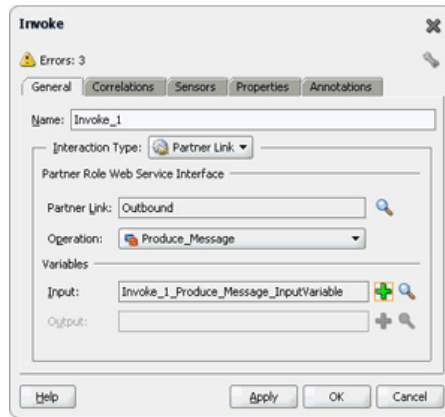 Invoke
Errors: 3
General Correlations Sensors Properties Annotations
Name: Invoke_1
Interaction Type: Partner Link
Partner Role Web Service Interface
Partner Link: Outbound
Operation: Produce_Message
Variables
Input: Invoke_1_Produce_Message_InputVariable
Output:
Help Apply OK Cancel